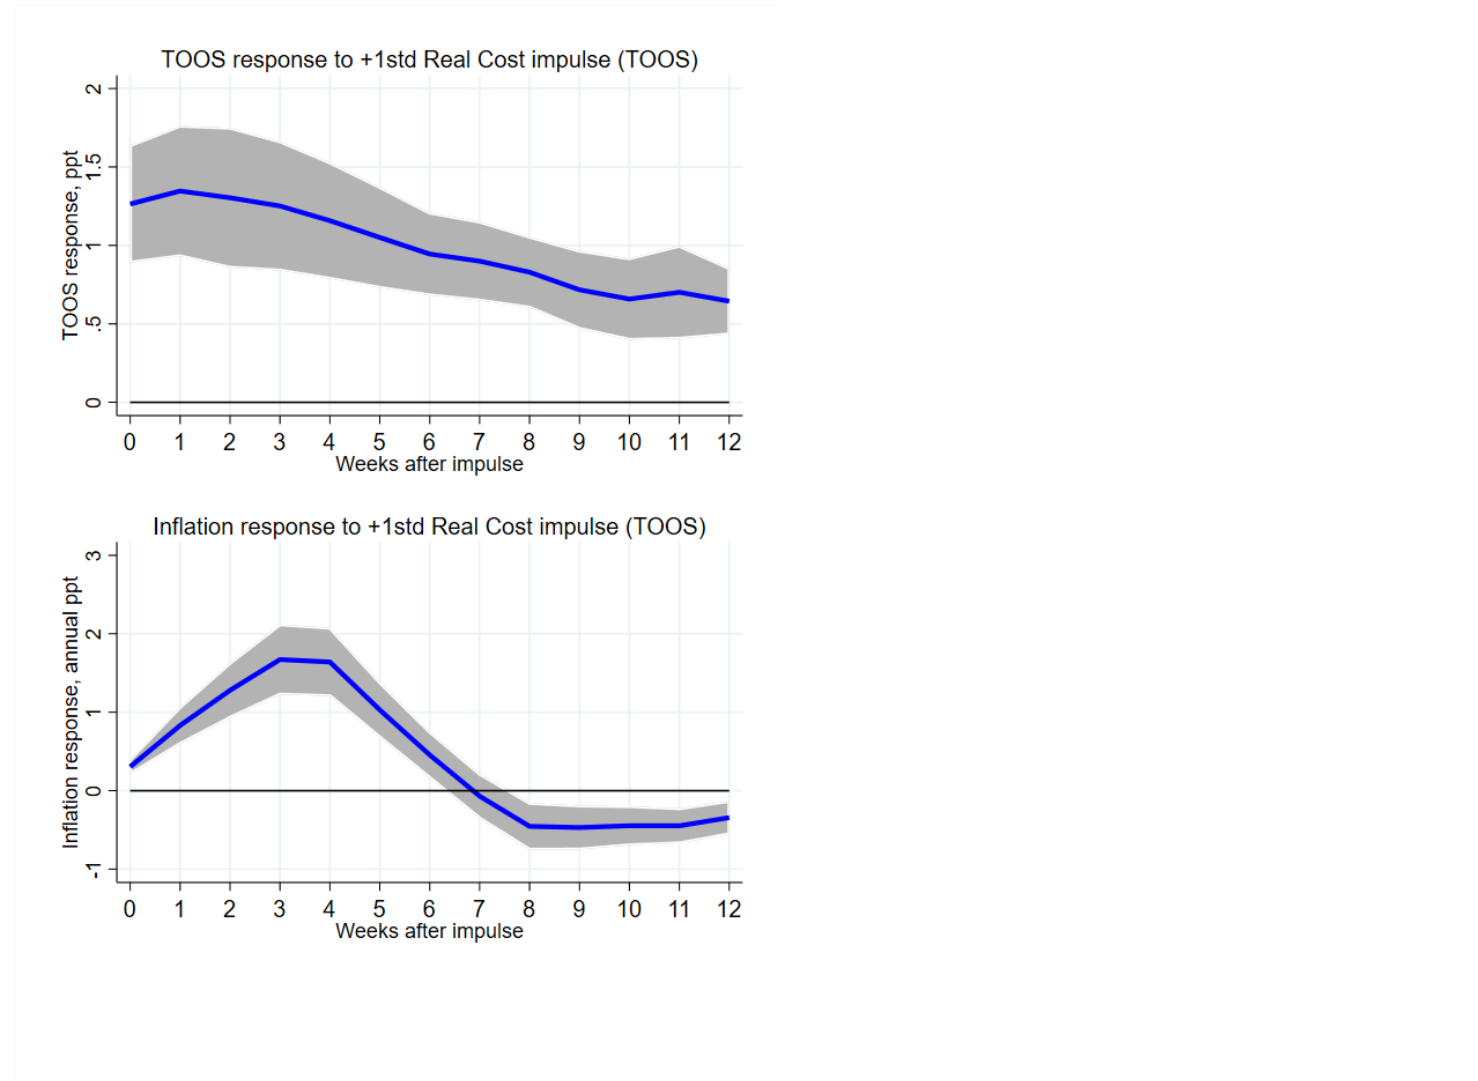 TOOS response to +1std Real Cost impulse (TOOS)
TOOS response, ppt
2
1.5
1
.5
0
0 1 2 3 4 5 6 7 8 9 10 11 12
Weeks after impulse
Inflation response to +1std Real Cost impulse (TOOS)
Inflation response, annual ppt
3
2
1
0
-1
0 1 2 3 4 5 6 7 8 9 10 11 12
Weeks after impulse